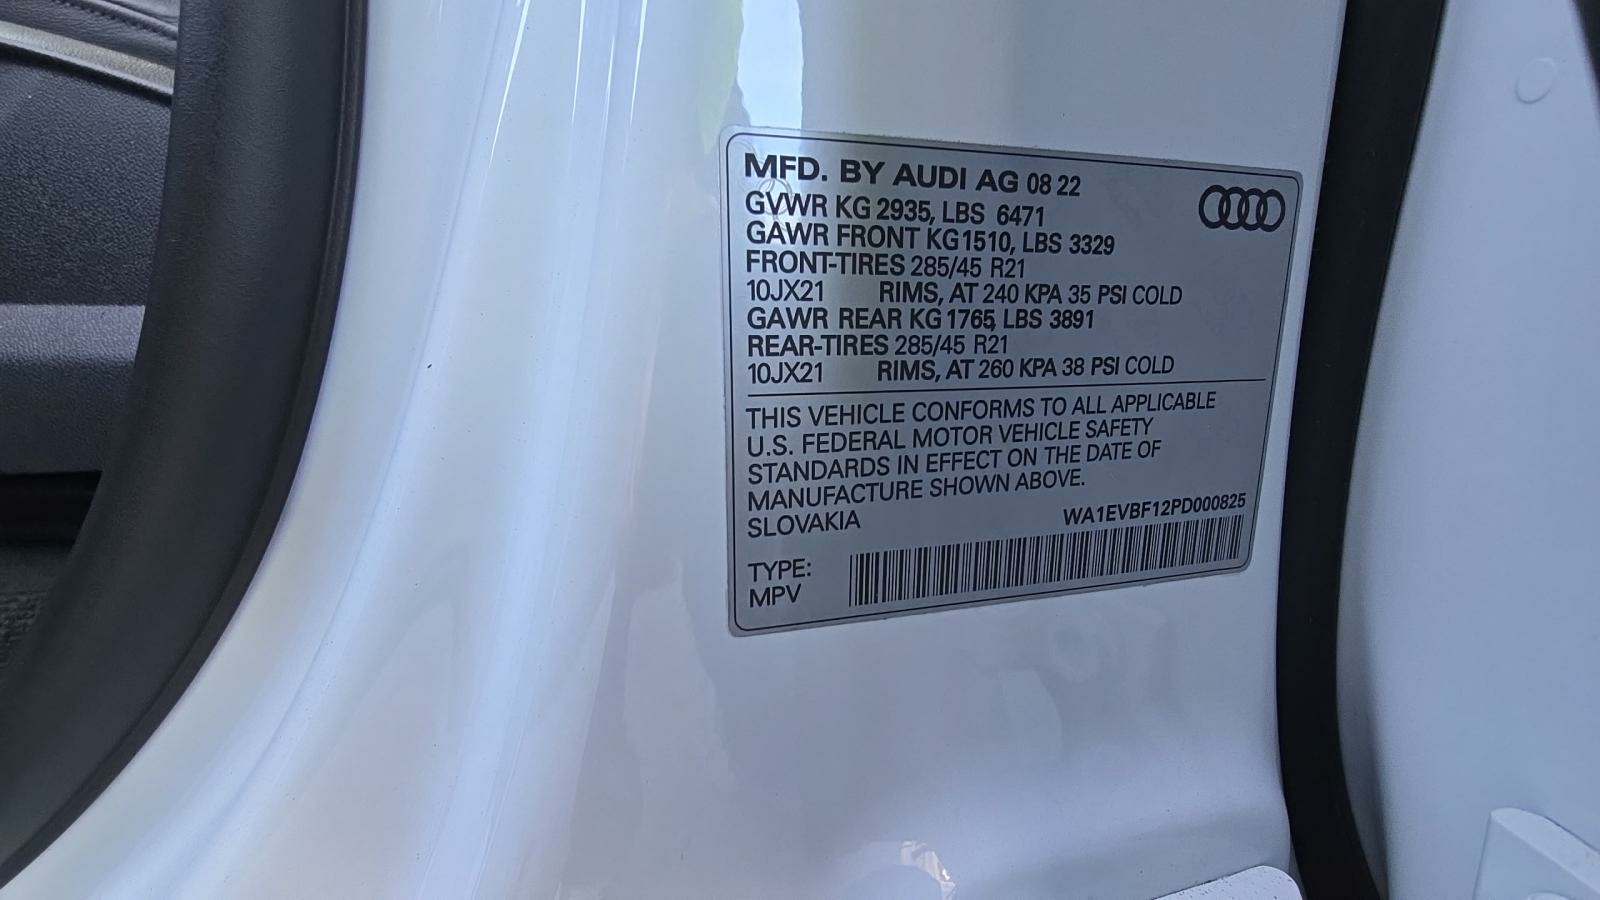 MFD. BY AUDI AG 08 22
GVWR KG 2935, LBS 6471
GAWR FRONT KG1510, LBS 3329
FRONT-TIRES 285/45 R21
10JX21 RIMS, AT 240 KPA 35 PSI COLD
GAWR REAR KG1765, LBS 3891
REAR-TIRES 285/45 R21
10JX21 RIMS, AT 260 KPA 38 PSI COLD
THIS VEHICLE CONFORMS TO ALL APPLICABLE
U.S. FEDERAL MOTOR VEHICLE SAFETY
STANDARDS IN EFFECT ON THE DATE OF
MANUFACTURE SHOWN ABOVE.
SLOVAKIA
WA1EVBF12PD000825
TYPE:
MPV